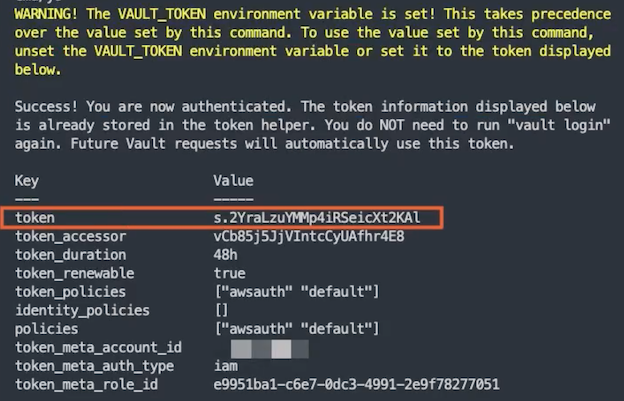 WARNING! The VAULT_TOKEN environment variable is set! This takes precedence
over the value set by this command. To use the value set by this command,
unset the VAULT_TOKEN environment variable or set it to the token displayed
below.
Success! You are now authenticated. The token information displayed below
is already stored in the token helper. You do NOT need to run "vault login"
again. Future Vault requests will automatically use this token.
Key Value
--- -----
token s.2YraLzuYMMp4iRSeicXt2KAl
token_accessor vCb85j5JjVIntcCyUAfhr4E8
token_duration 48h
token_renewable true
token_policies ["awsauth" "default"]
identity_policies []
policies ["awsauth" "default"]
token_meta_account_id
token_meta_auth_type iam
token_meta_role_id e9951ba1-c6e7-0dc3-4991-2e9f78277051